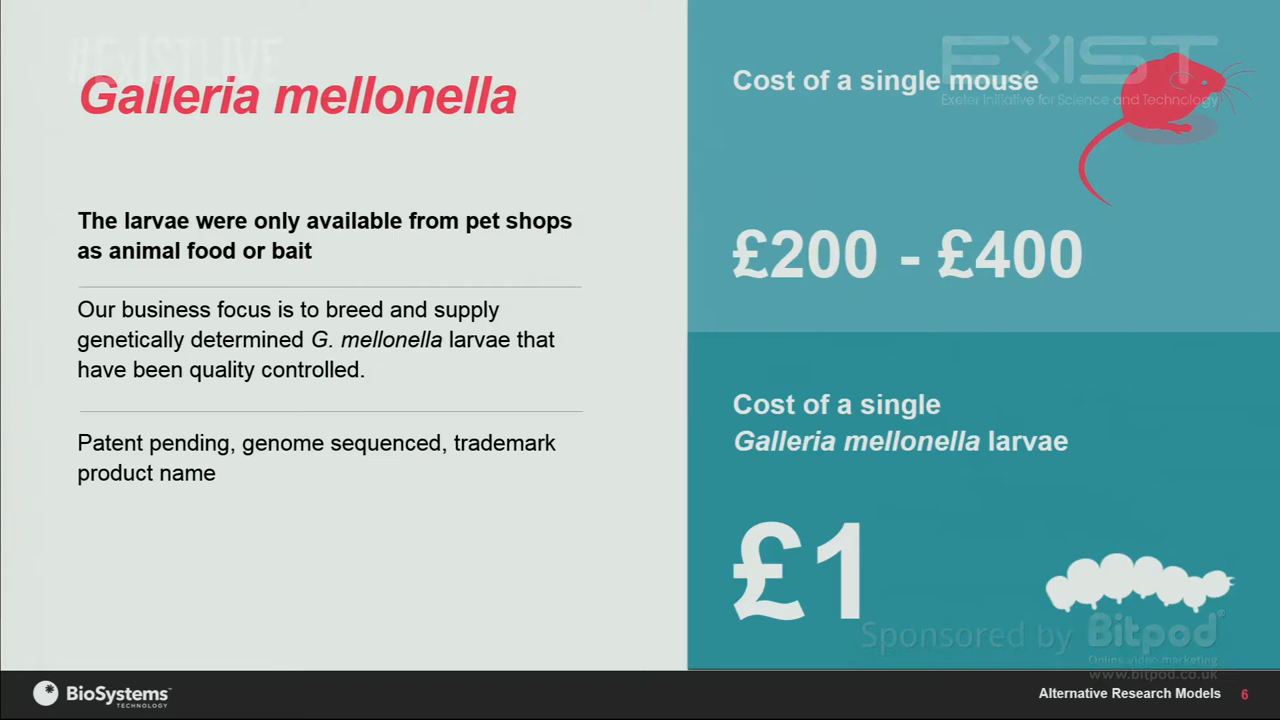 #EXISTLIVE
Galleria mellonella
The larvae were only available from pet shops
as animal food or bait
Our business focus is to breed and supply
genetically determined G. mellonella larvae that
have been quality controlled.
Patent pending, genome sequenced, trademark
product name
EXIST
Exeter Initiative for Science and Technology
Cost of a single mouse
£200 - £400
Cost of a single
Galleria mellonella larvae
£1
Sponsored by Bitpod®
Online video marketing
www.bitpod.co.uk
BioSystems™
TECHNOLOGY
Alternative Research Models 6